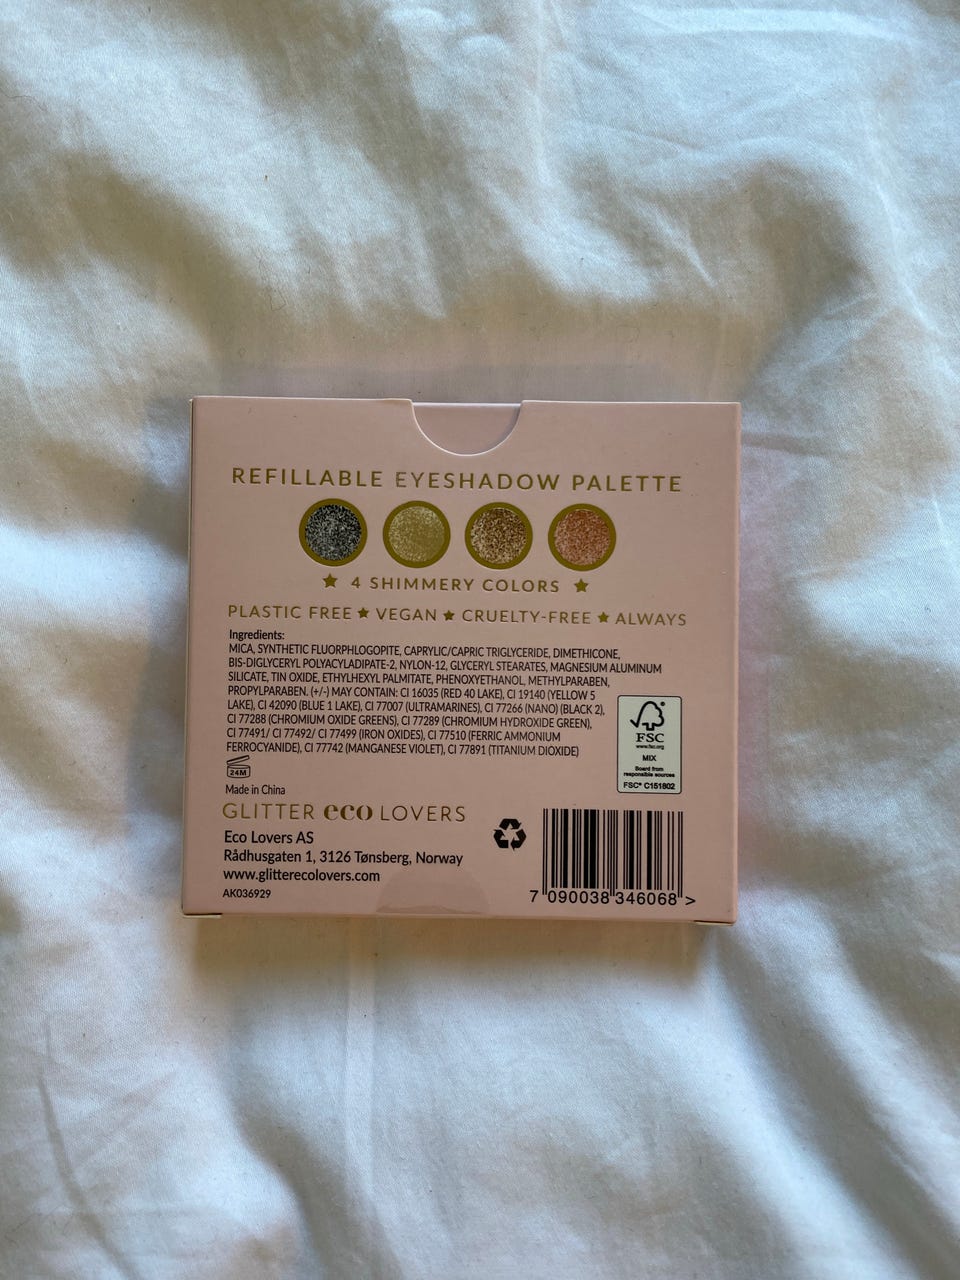 REFILLABLE EYESHADOW PALETTE
★ 4 SHIMMERY COLORS ★
PLASTIC FREE ★ VEGAN ★ CRUELTY-FREE ★ ALWAYS
Ingredients:
MICA, SYNTHETIC FLUORPHLOGOPITE, CAPRYLIC/CAPRIC TRIGLYCERIDE, DIMETHICONE,
BIS-DIGLYCERYL POLYACYLADIPATE-2, NYLON-12, GLYCERYL STEARATES, MAGNESIUM ALUMINUM
SILICATE, TIN OXIDE, ETHYLHEXYL PALMITATE, PHENOXYETHANOL, METHYLPARABEN,
PROPYLPARABEN. (+/-) MAY CONTAIN: CI 16035 (RED 40 LAKE), CI 19140 (YELLOW 5
LAKE), CI 42090 (BLUE 1 LAKE), CI 77007 (ULTRAMARINES), CI 77266 (NANO) (BLACK 2),
CI 77288 (CHROMIUM OXIDE GREENS), CI 77289 (CHROMIUM HYDROXIDE GREEN),
CI 77491/ CI 77492/ CI 77499 (IRON OXIDES), CI 77510 (FERRIC AMMONIUM
FERROCYANIDE), CI 77742 (MANGANESE VIOLET), CI 77891 (TITANIUM DIOXIDE)
FSC
www.fsc.org
MIX
Board from
responsible sources
FSC® C151802
24M
Made in China
GLITTER eco LOVERS
Eco Lovers AS
Rådhusgaten 1, 3126 Tønsberg, Norway
www.glitterecolovers.com
AK036929
7 090038 346068 >